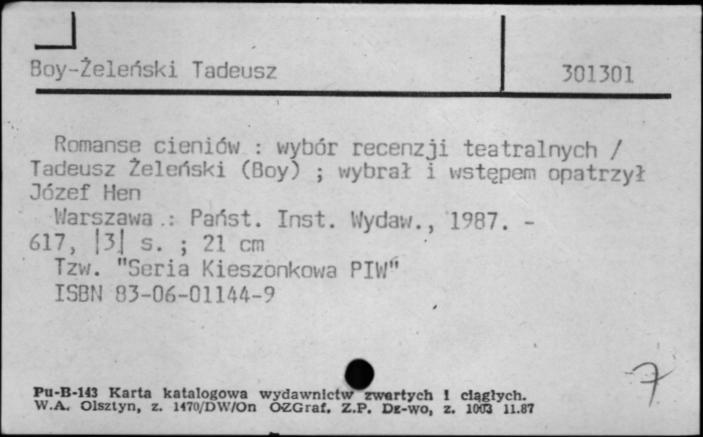 Boy-Żeleński Tadeusz 301301
Romanse cieniów : wybór recenzji teatralnych /
Tadeusz Żeleński (Boy) ; wybrał i wstępem opatrzył
Józef Hen
Warszawa : Państ. Inst. Wydaw., 1987. -
617, |3| s. ; 21 cm
Tzw. "Seria Kieszonkowa PIW"
ISBN 83-06-01144-9
7
Pu-B-143 Karta katalogowa wydawnictw zwartych i ciągłych.
W.A. Olsztyn, z. 1470/DW/On OZGraf. Z.P. Dz-wo, z. 11.87